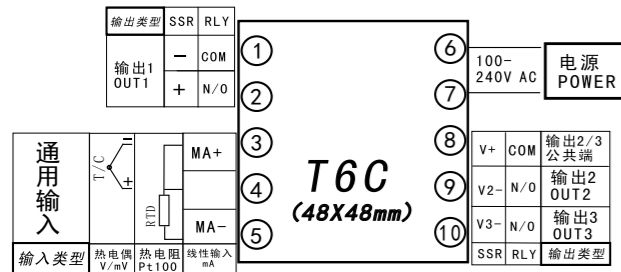 输出类型 SSR RLY
输出1
OUT1
− COM
+ N/O
① ② ③ ④ ⑤
通用输入
T/C
− +
RTD
MA+
MA-
输入类型
热电偶
V/mV
热电阻
Pt100
线性输入
mA
T6C
(48X48mm)
⑥ ⑦ ⑧ ⑨ ⑩
100-
240V AC
电源
POWER
V+ COM 输出2/3
公共端
V2- N/O 输出2
OUT2
V3- N/O 输出3
OUT3
SSR RLY 输出类型